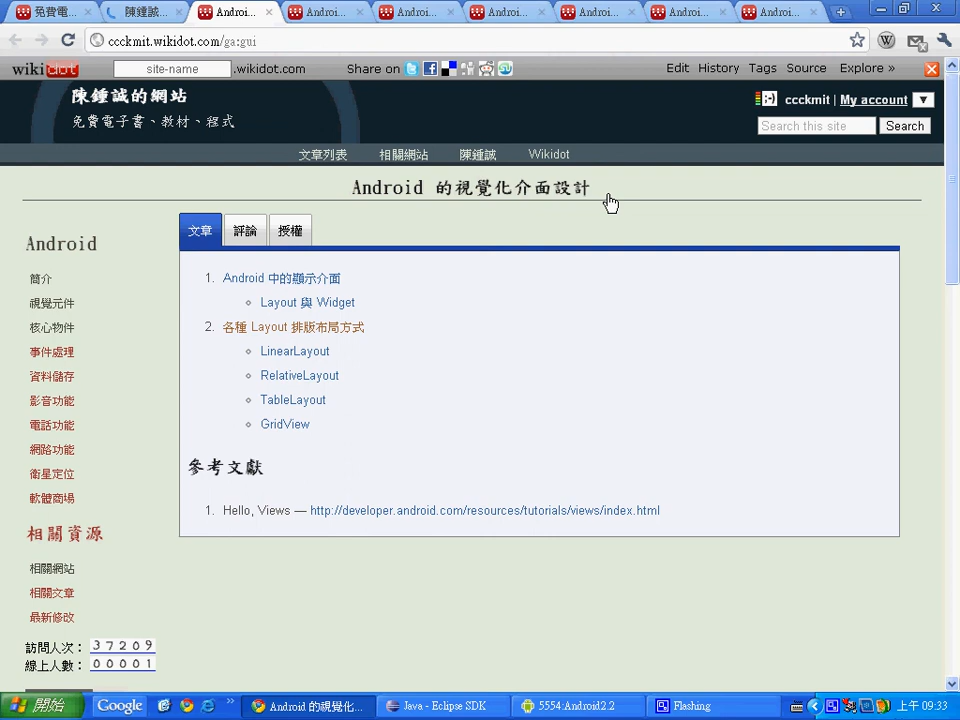 免費電...
陳鍾誠...
Android...
Android...
Android...
Android...
Android...
Android...
Android...
ccckmit.wikidot.com/ga:gui
wikidot
site-name .wikidot.com
Share on
Edit History Tags Source Explore »
陳鍾誠的網站
免費電子書、教材、程式
ccckmit | My account ▼
Search this site Search
文章列表 相關網站 陳鍾誠 Wikidot
Android 的視覺化介面設計
文章 評論 授權
Android
簡介
視覺元件
核心物件
事件處理
資料儲存
影音功能
電話功能
網路功能
衛星定位
軟體商場
相關資源
相關網站
相關文章
最新修改
訪問人次： 37209
線上人數： 00001
1. Android 中的顯示介面
Layout 與 Widget
2. 各種 Layout 排版布局方式
LinearLayout
RelativeLayout
TableLayout
GridView
參考文獻
1. Hello, Views — http://developer.android.com/resources/tutorials/views/index.html
開始
Google
Android 的視覺化...
Java - Eclipse SDK
5554:Android2.2
Flashing
上午 09:33